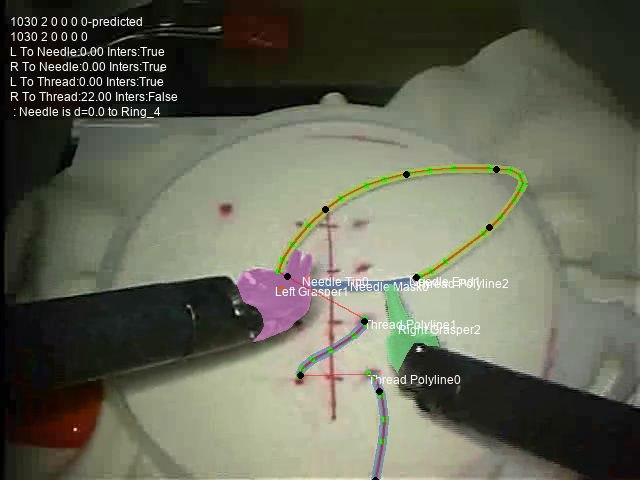 1030 2 0 0 0 0-predicted
1030 2 0 0 0 0
L To Needle:0.00 Inters:True
R To Needle:0.00 Inters:True
L To Thread:0.00 Inters:True
R To Thread:22.00 Inters:False
: Needle is d=0.0 to Ring_4
Needle Tip0
Needle End1
Thread Polyline2
Left Grasper1
Needle Mask0
Thread Polyline1
Right Grasper2
Thread Polyline0